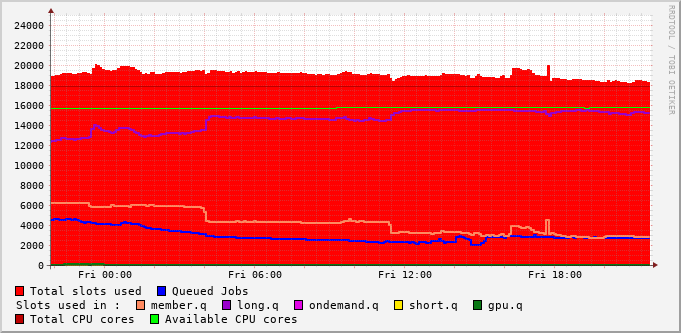 24000
22000
20000
18000
16000
14000
12000
10000
8000
6000
4000
2000
0
Fri 00:00 Fri 06:00 Fri 12:00 Fri 18:00
RRDTOOL / TOBI OETIKER
Total slots used Queued Jobs
Slots used in : member.q long.q ondemand.q short.q gpu.q
Total CPU cores Available CPU cores